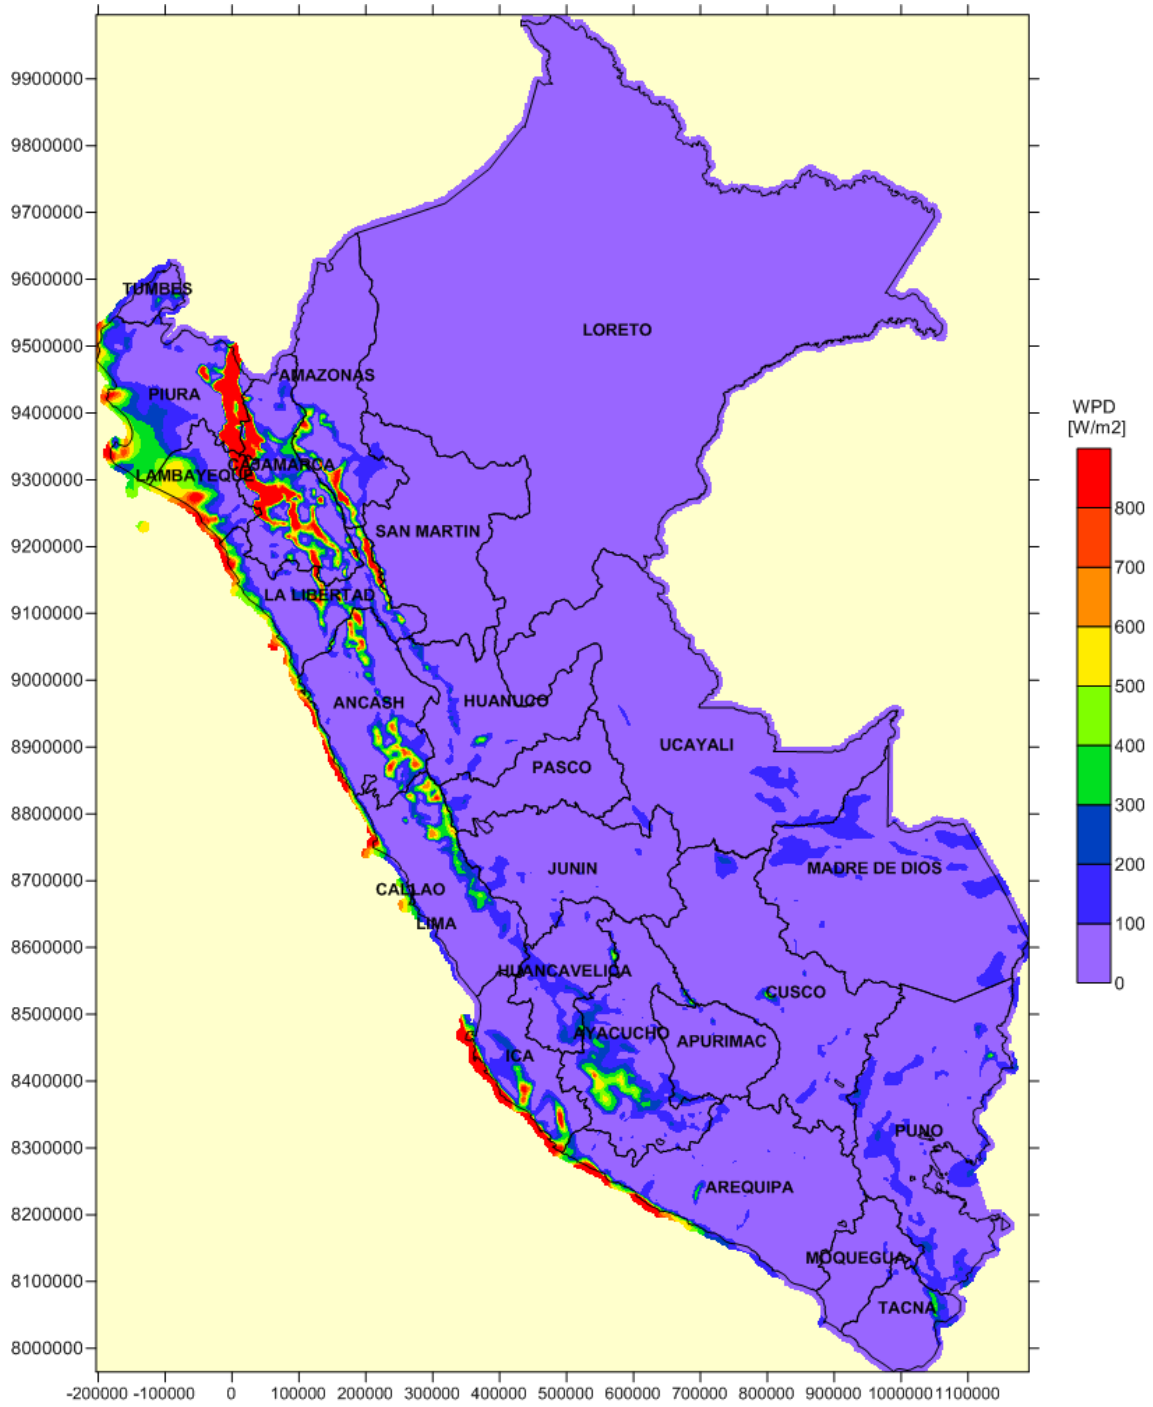 9900000
9800000
9700000
9600000
TUMBES
LORETO
9500000
AMAZONAS
PIURA
9400000
WPD
[W/m2]
CAJAMARCA
LAMBAYEQUE
9300000
800
SAN MARTIN
9200000
700
LA LIBERTAD
9100000
600
9000000
500
ANCASH
HUANUCO
8900000
UCAYALI
400
PASCO
8800000
300
JUNIN
MADRE DE DIOS
200
8700000
CALLAO
LIMA
100
8600000
HUANCAVELICA
0
CUSCO
8500000
AYACUCHO
APURIMAC
ICA
8400000
PUNO
8300000
AREQUIPA
8200000
MOQUEGUA
8100000
TACNA
8000000
-200000 -100000 0 100000 200000 300000 400000 500000 600000 700000 800000 900000 1000000 1100000